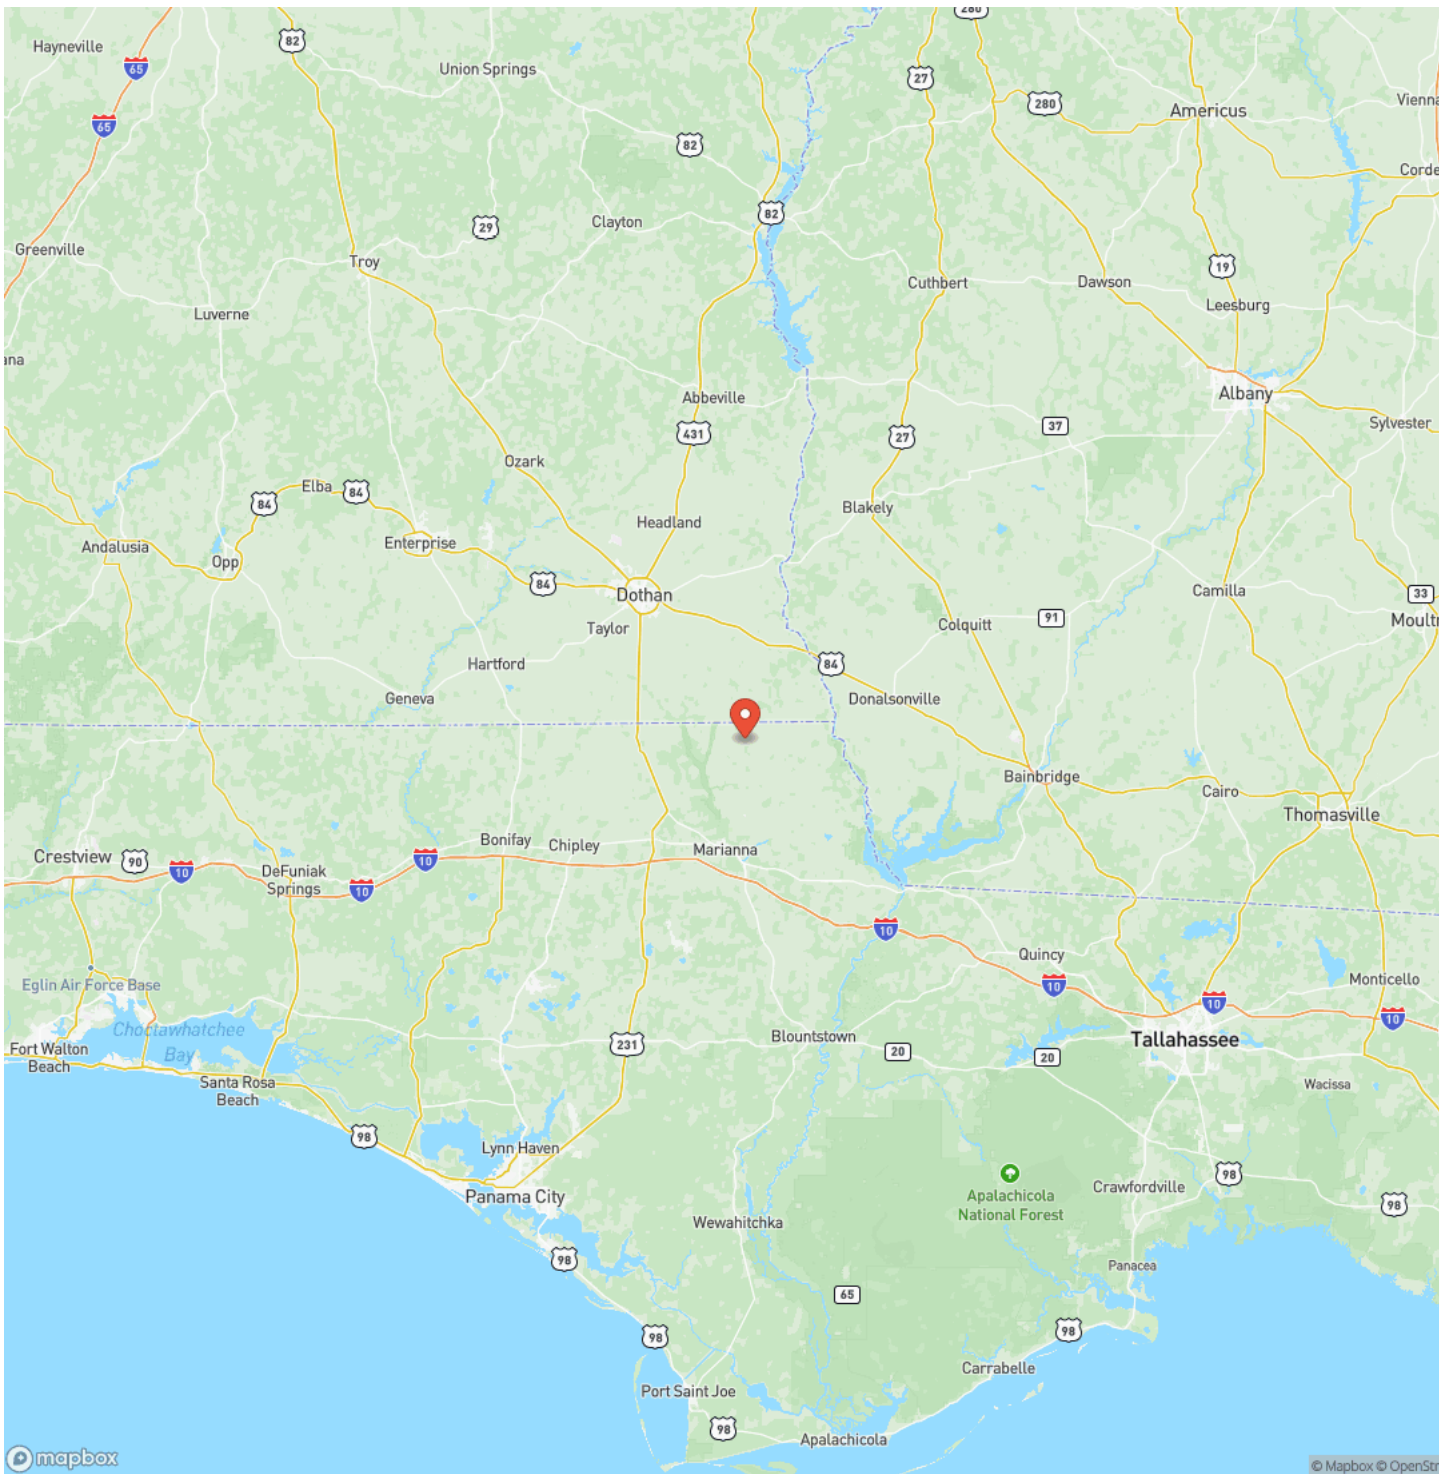 280
Hayneville
82
65
Union Springs
27
280
Americus
Vienna
65
82
Corde
82
29
Clayton
Greenville
Troy
19
Cuthbert
Dawson
Leesburg
Luverne
ana
Abbeville
Albany
431
27
37
Sylvester
Ozark
Elba
84
84
Blakely
Headland
Andalusia
Enterprise
Opp
84
Dothan
Camilla
33
Taylor
Colquitt
91
Moultr
Hartford
84
Geneva
Donalsonville
Bainbridge
Cairo
Thomasville
Bonifay
Chipley
Marianna
Crestview
90
10
DeFuniak
Springs
10
10
10
Quincy
10
Monticello
Eglin Air Force Base
10
10
Choctawhatchee
Bay
Fort Walton
Beach
231
Blountstown
20
20
Tallahassee
Santa Rosa
Beach
Wacissa
98
Lynn Haven
98
Panama City
Apalachicola
National Forest
Crawfordville
98
Wewahitchka
98
Panacea
65
98
98
Carrabelle
Port Saint Joe
98
Apalachicola
mapbox
© Mapbox © OpenStr